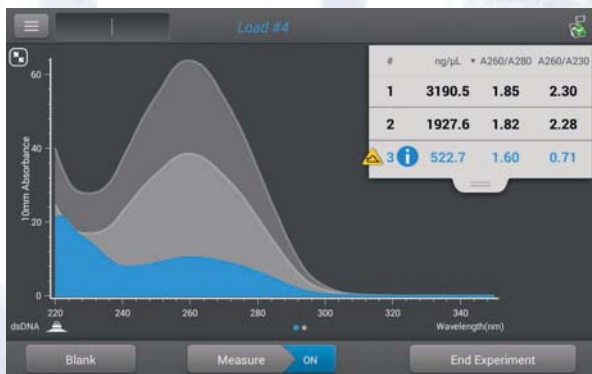 Load #4
# ng/µL A260/A280 A260/A230
1 3190.5 1.85 2.30
2 1927.6 1.82 2.28
3 i 522.7 1.60 0.71
60
40
20
0
10mm Absorbance
220 240 260 280 300 320 340
dsDNA
Wavelength(nm)
Blank
Measure ON
End Experiment